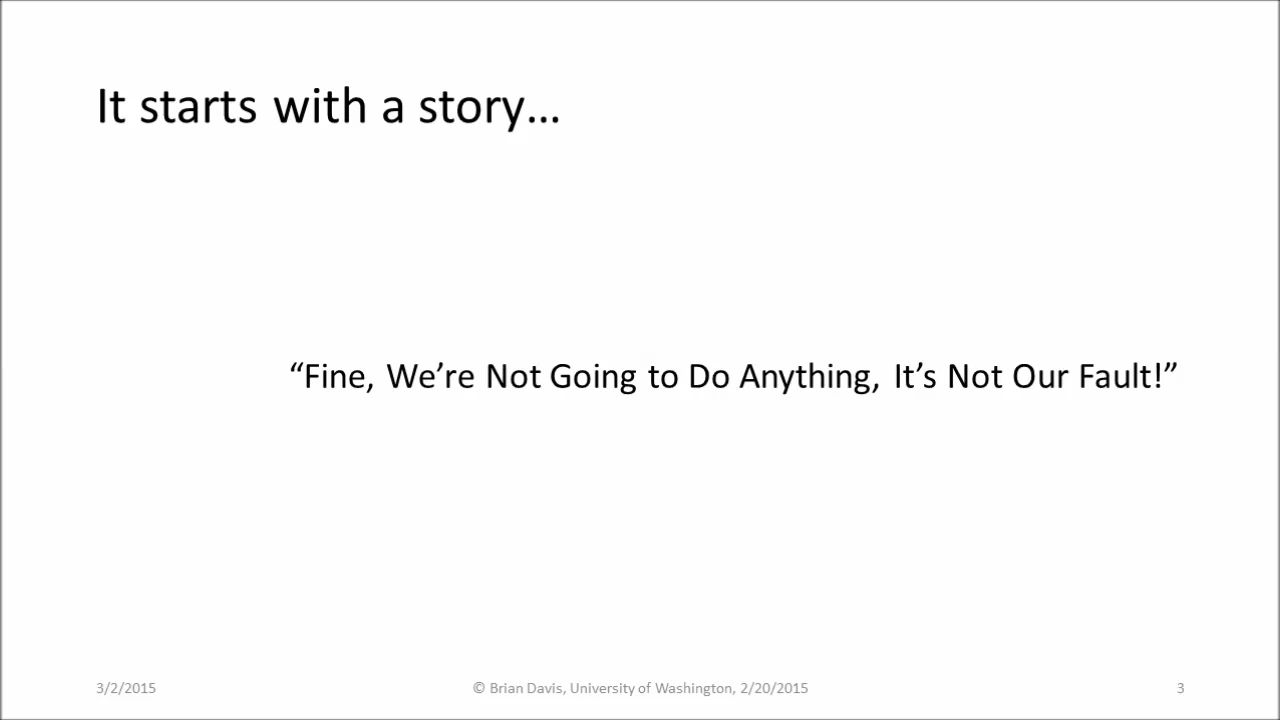 It starts with a story…
“Fine, We’re Not Going to Do Anything, It’s Not Our Fault!”
3/2/2015
© Brian Davis, University of Washington, 2/20/2015
3